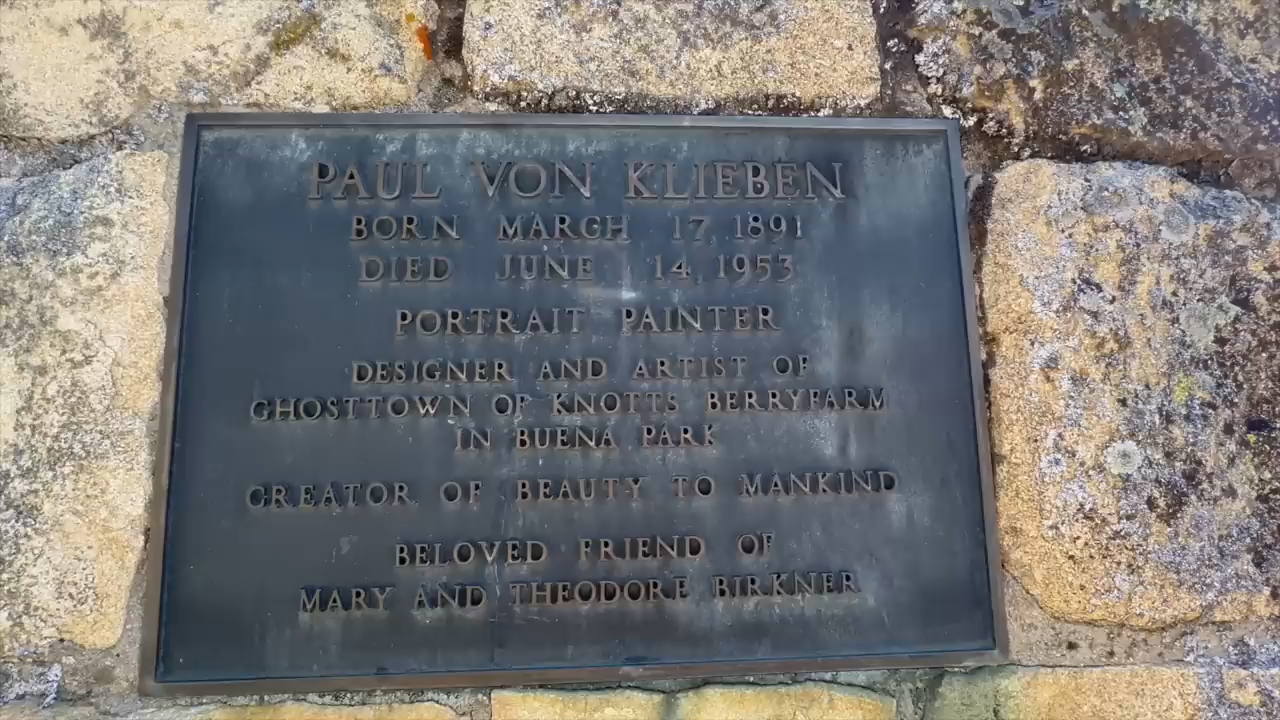 PAUL VON KLIEBEN
BORN MARCH 17, 1891
DIED JUNE 14, 1953
PORTRAIT PAINTER
DESIGNER AND ARTIST OF
GHOSTTOWN OF KNOTTS BERRYFARM
IN BUENA PARK
CREATOR OF BEAUTY TO MANKIND
BELOVED FRIEND OF
MARY AND THEODORE BIRKNER